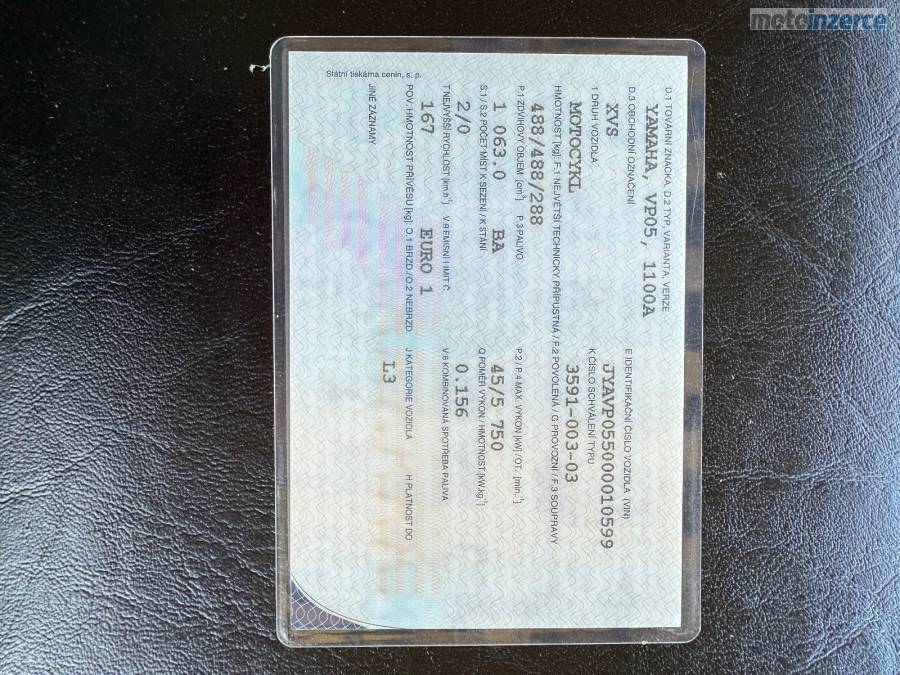 motoinzerce
D.1 TOVÁRNÍ ZNAČKA, D.2 TYP, VARIANTA, VERZE
YAMAHA, VP05, 1100A
D.3 OBCHODNÍ OZNAČENÍ E IDENTIFIKAČNÍ ČÍSLO VOZIDLA (VIN)
XVS JYAVP055000010599
1 DRUH VOZIDLA K ČÍSLO SCHVÁLENÍ TYPU
MOTOCYKL 3591-003-03
HMOTNOST [kg]: F.1 NEJVĚTŠÍ TECHNICKY PŘÍPUSTNÁ / F.2 POVOLENÁ / G PROVOZNÍ / F.3 SOUPRAVY
488/488/288
P.1 ZDVIHOVÝ OBJEM [cm³] P.3 PALIVO P.2 / P.4 MAX. VÝKON [kW] / OT. [min.⁻¹]
1 063.0 BA 45/5 750
S.1 / S.2 POČET MÍST K SEZENÍ / K STÁNÍ Q POMĚR VÝKON / HMOTNOST [kW.kg⁻¹]
2/0 0.156
T NEJVYŠŠÍ RYCHLOST [km.h⁻¹] V.9 EMISNÍ LIMIT Č. V.8 KOMBINOVANÁ SPOTŘEBA PALIVA
167 EURO 1
POV. HMOTNOST PŘÍVĚSU [kg]: O.1 BRZD. / O.2 NEBRZD. J KATEGORIE VOZIDLA H PLATNOST DO
L3
JINÉ ZÁZNAMY
Státní tiskárna cenin, s. p.